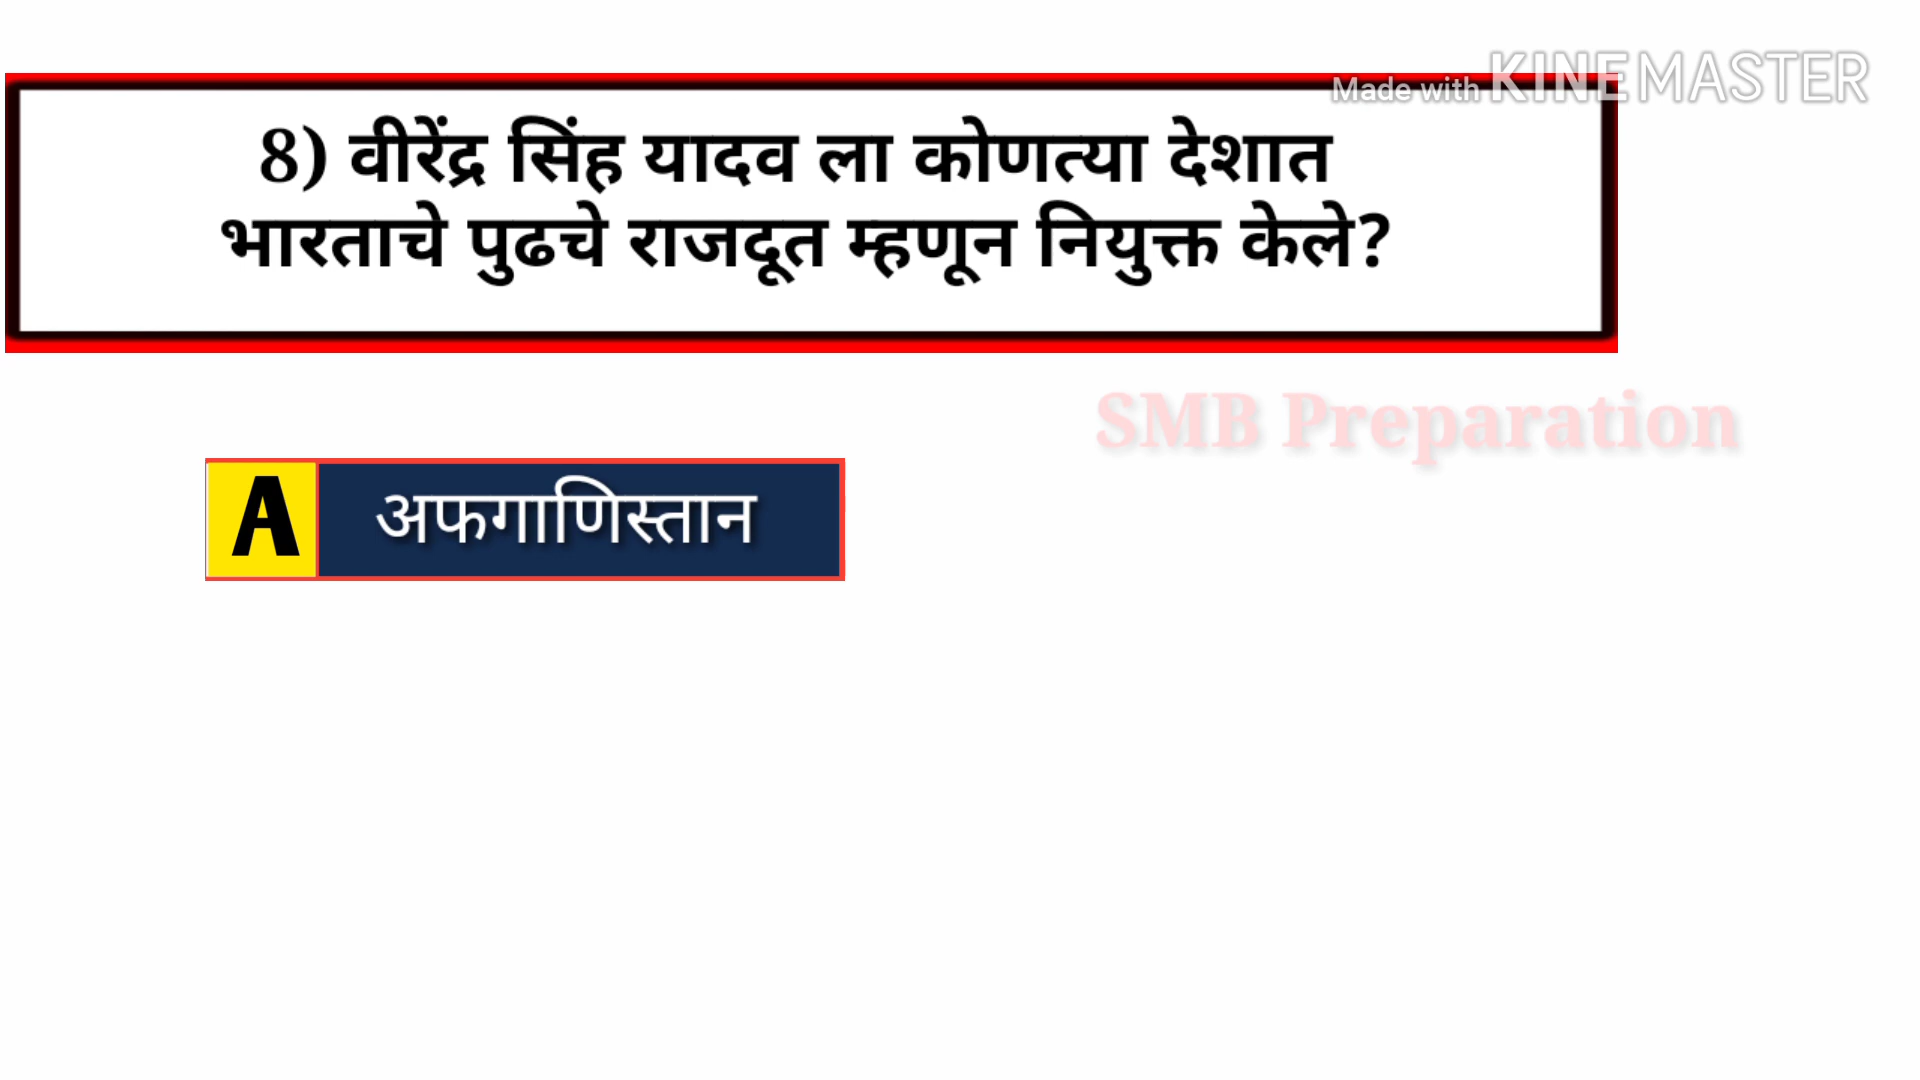 Made with KINEMASTER
8) वीरेंद्र सिंह यादव ला कोणत्या देशात
भारताचे पुढचे राजदूत म्हणून नियुक्त केले?
SMB Preparation
A अफगाणिस्तान